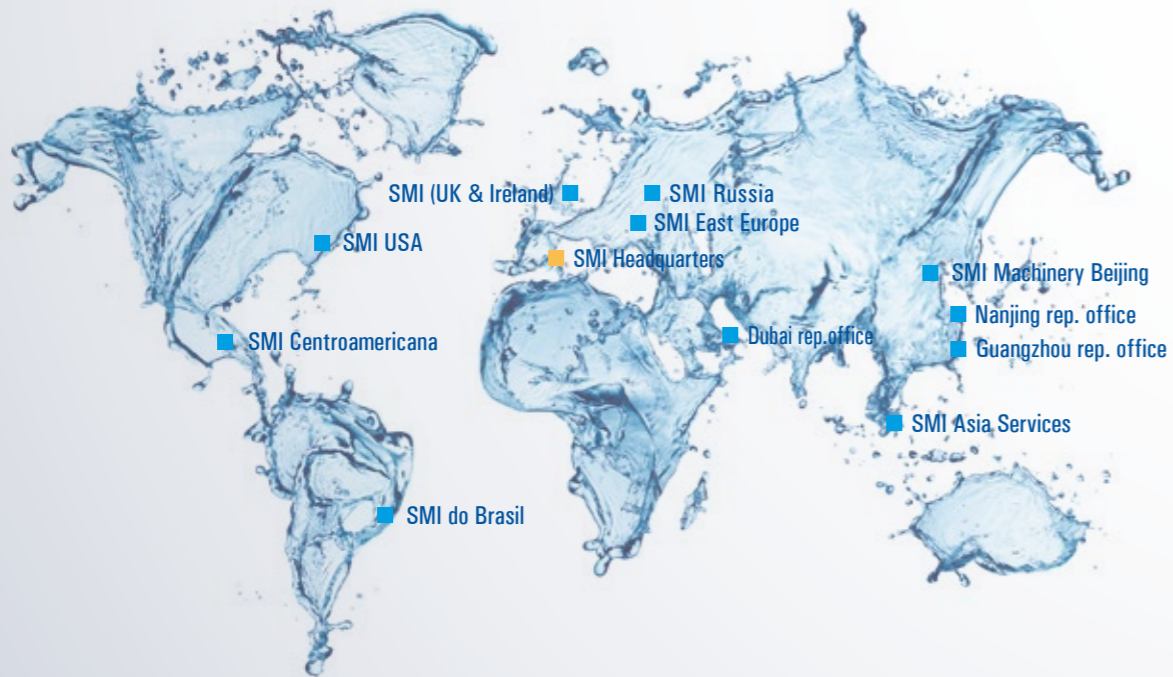 SMI (UK & Ireland)
SMI Russia
SMI East Europe
SMI USA
SMI Headquarters
SMI Machinery Beijing
Nanjing rep. office
Dubai rep.office
SMI Centroamericana
Guangzhou rep. office
SMI Asia Services
SMI do Brasil